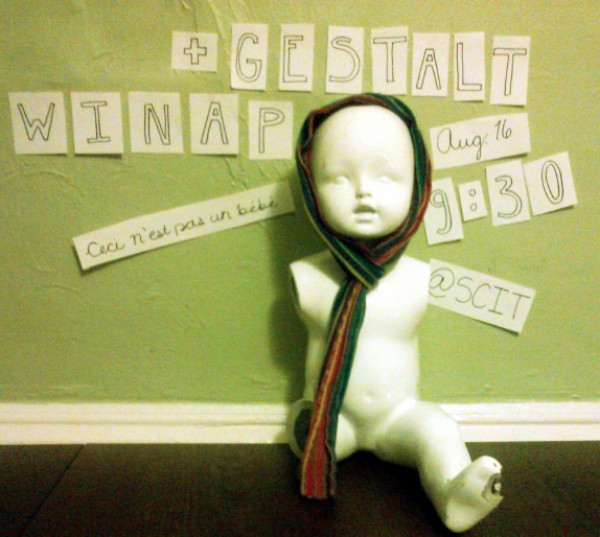 + GESTALT
WINAP
Aug. 16
9:30
Ceci n'est pas un bébé
@SCIT